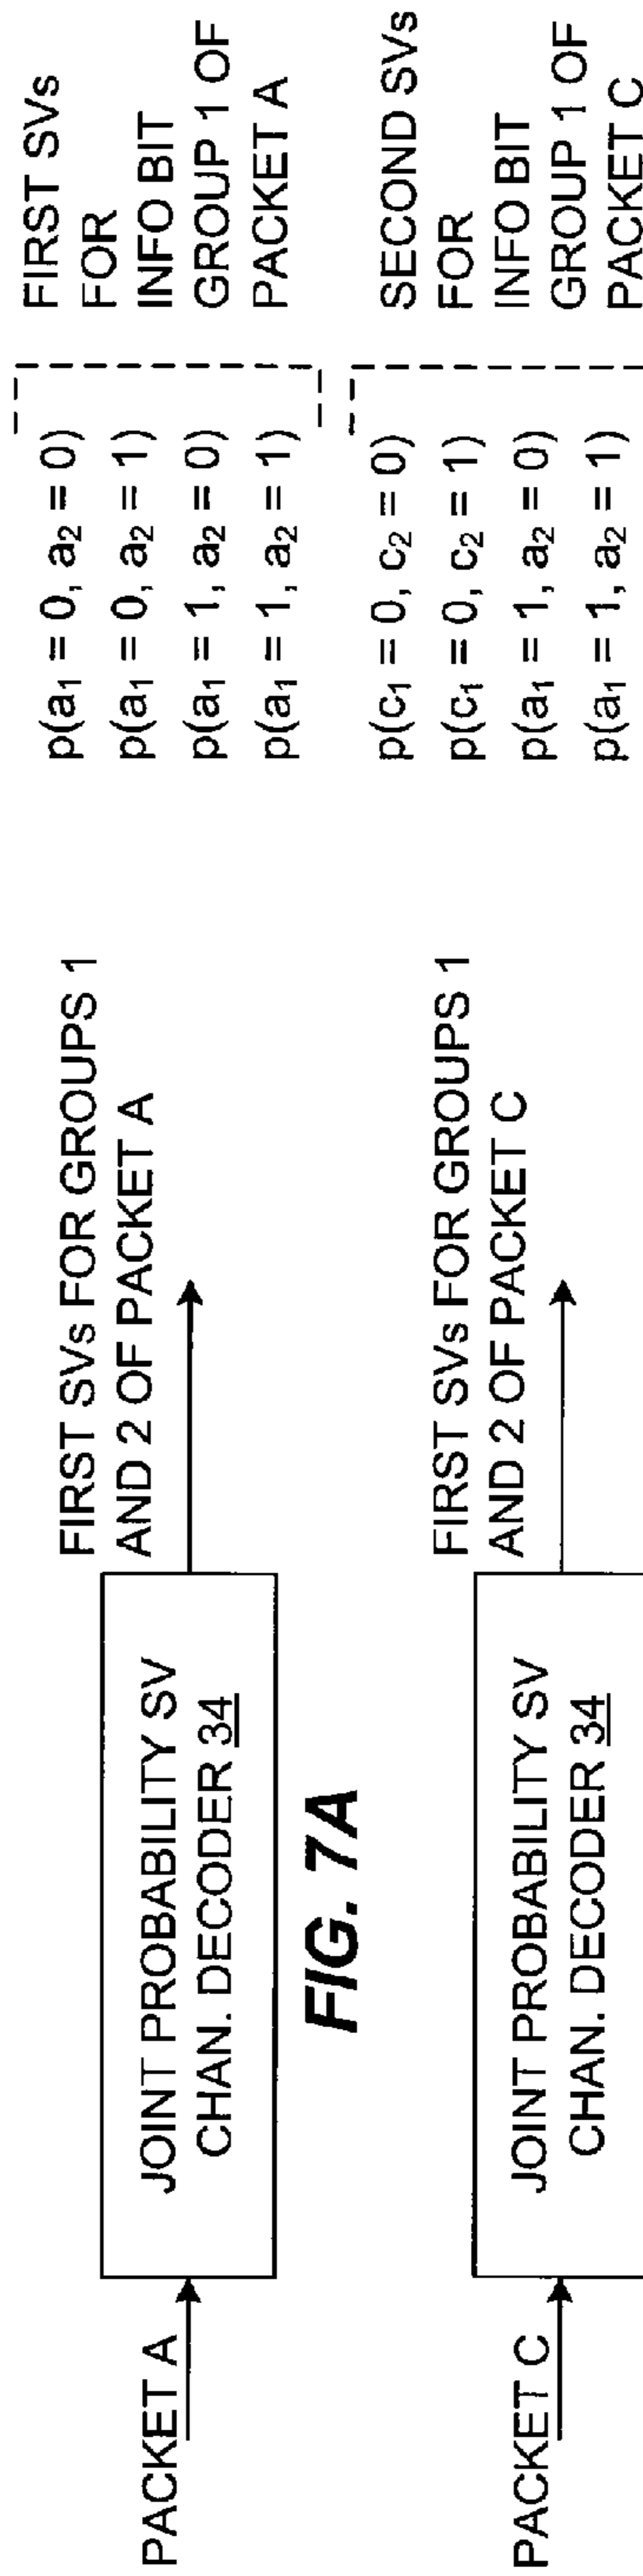 PACKET A
JOINT PROBABILITY SV
CHAN. DECODER 34
FIRST SVs FOR GROUPS 1
AND 2 OF PACKET A
p(a₁ = 0, a₂ = 0)
p(a₁ = 0, a₂ = 1)
p(a₁ = 1, a₂ = 0)
p(a₁ = 1, a₂ = 1)
FIRST SVs
FOR
INFO BIT
GROUP 1 OF
PACKET A
FIG. 7A
PACKET C
JOINT PROBABILITY SV
CHAN. DECODER 34
FIRST SVs FOR GROUPS 1
AND 2 OF PACKET C
p(c₁ = 0, c₂ = 0)
p(c₁ = 0, c₂ = 1)
p(a₁ = 1, a₂ = 0)
p(a₁ = 1, a₂ = 1)
SECOND SVs
FOR
INFO BIT
GROUP 1 OF
PACKET C